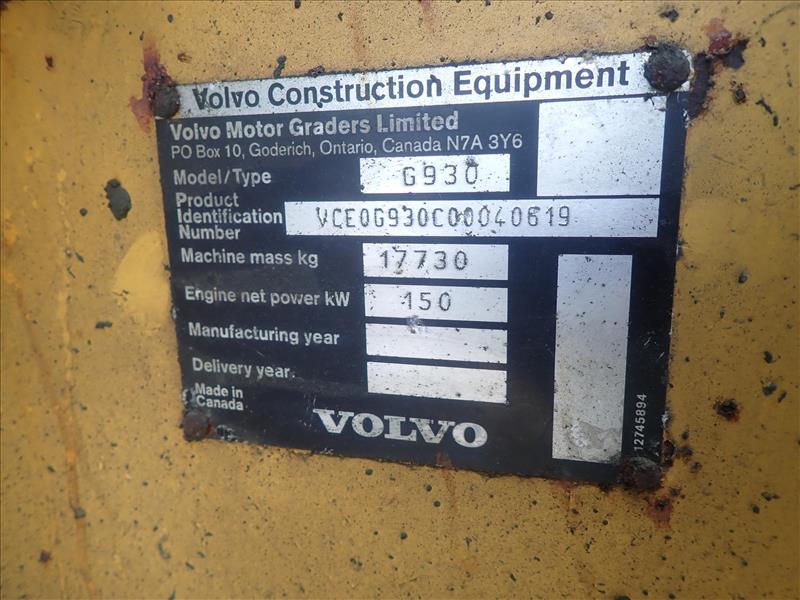 Volvo Construction Equipment
Volvo Motor Graders Limited
PO Box 10, Goderich, Ontario, Canada N7A 3Y6
Model/Type G930
Product Identification Number VCE0G930C00040619
Machine mass kg 17730
Engine net power kW 150
Manufacturing year
Delivery year.
Made in
Canada
VOLVO
12745894